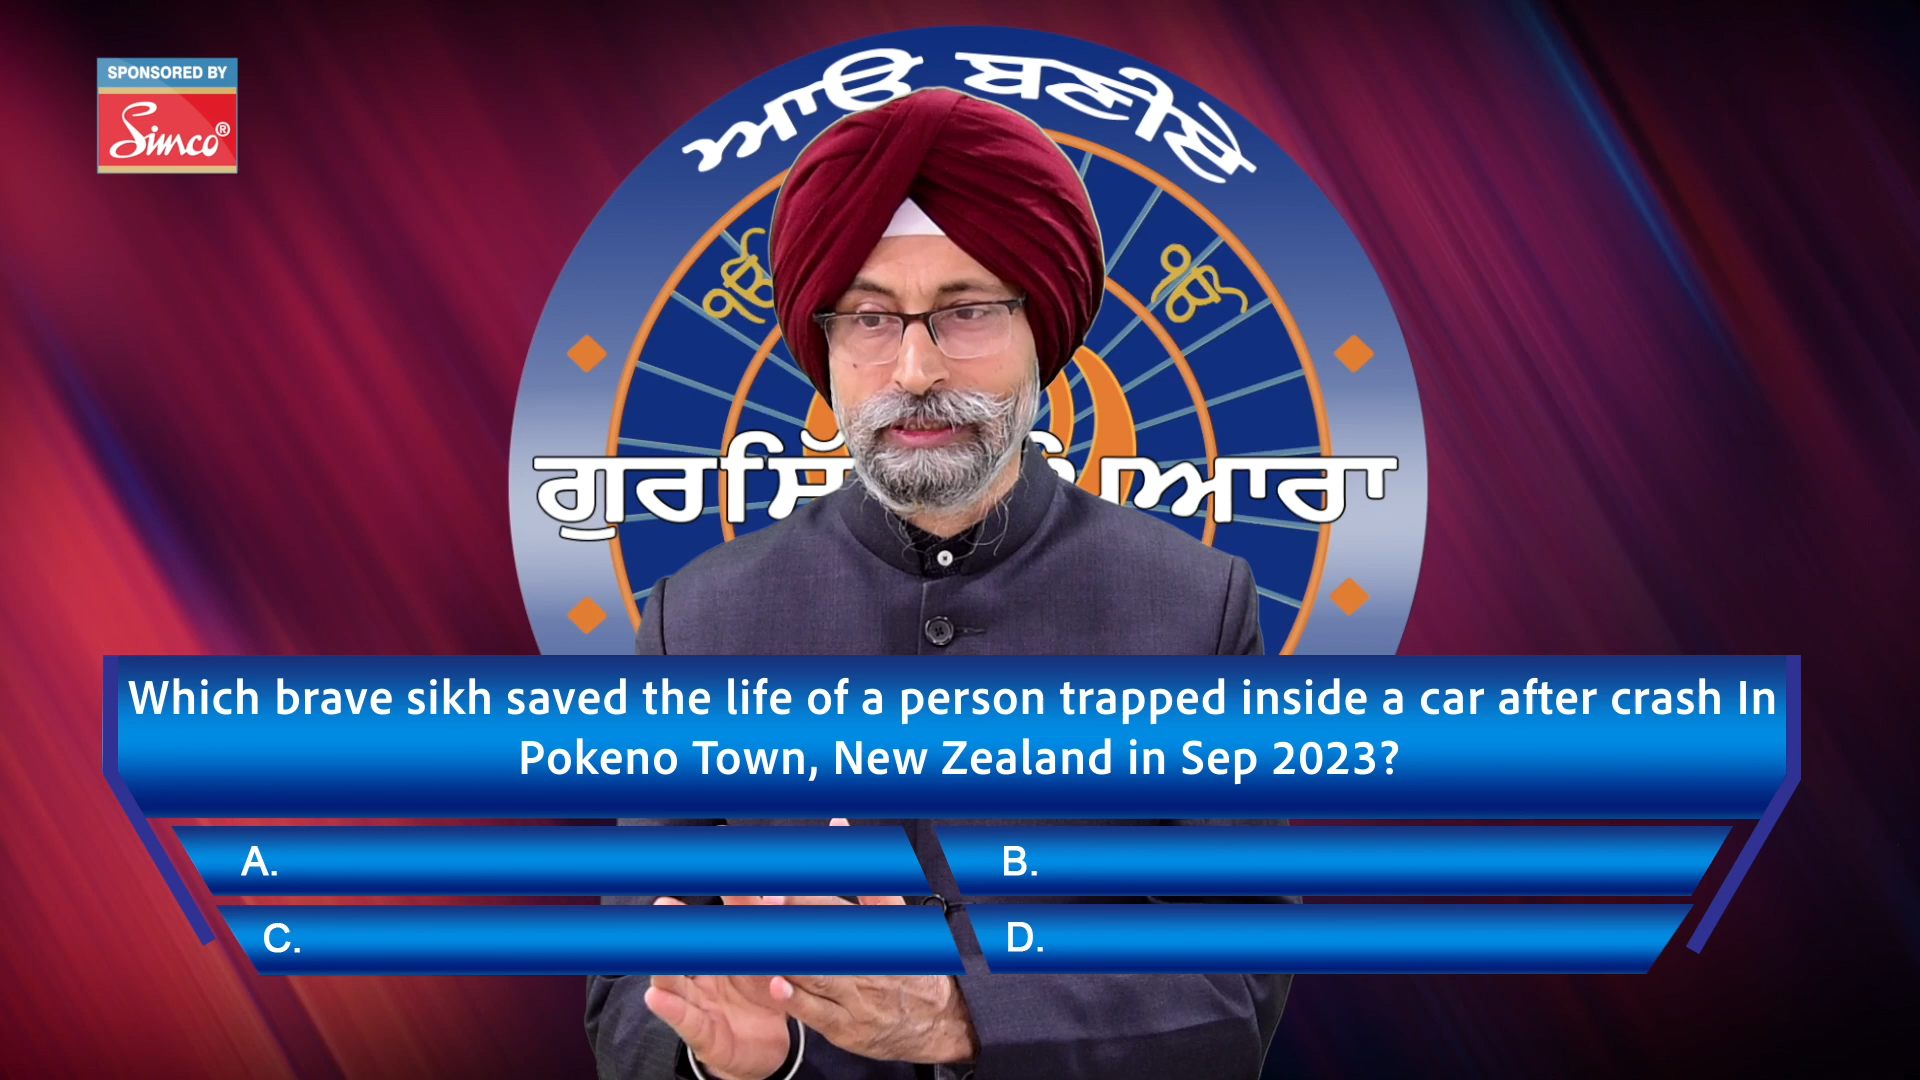 SPONSORED BY
Simco®
ਆਓ ਬਣੀਏ
ੴ ੴ
Which brave sikh saved the life of a person trapped inside a car after crash In
Pokeno Town, New Zealand in Sep 2023?
A.
B.
C.
D.